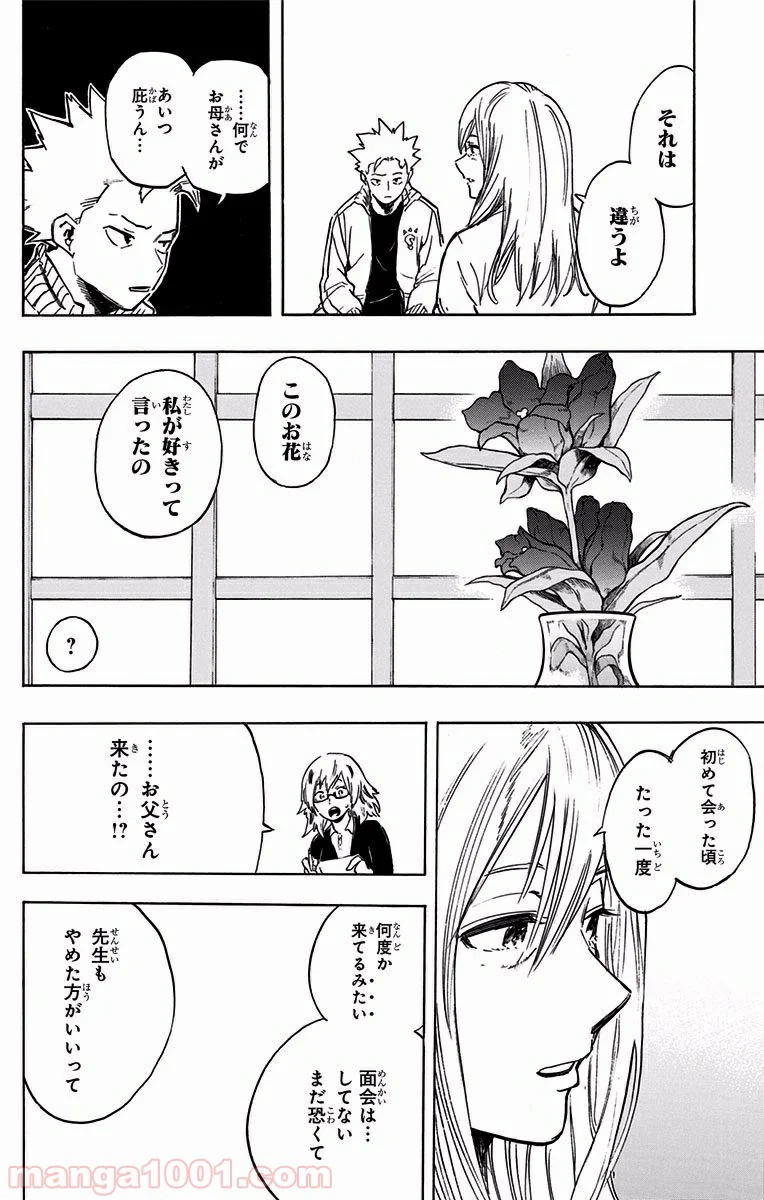 それは
違うよ
……何で
お母さんが
あいつ
庇うん…
このお花
私が好きって
言ったの
?
初めて会った頃
たった一度
……お父さん
来たの…!?
何度か
来てるみたい
面会は…
してない
まだ恐くて
先生も
やめた方がいいって
manga1001.com